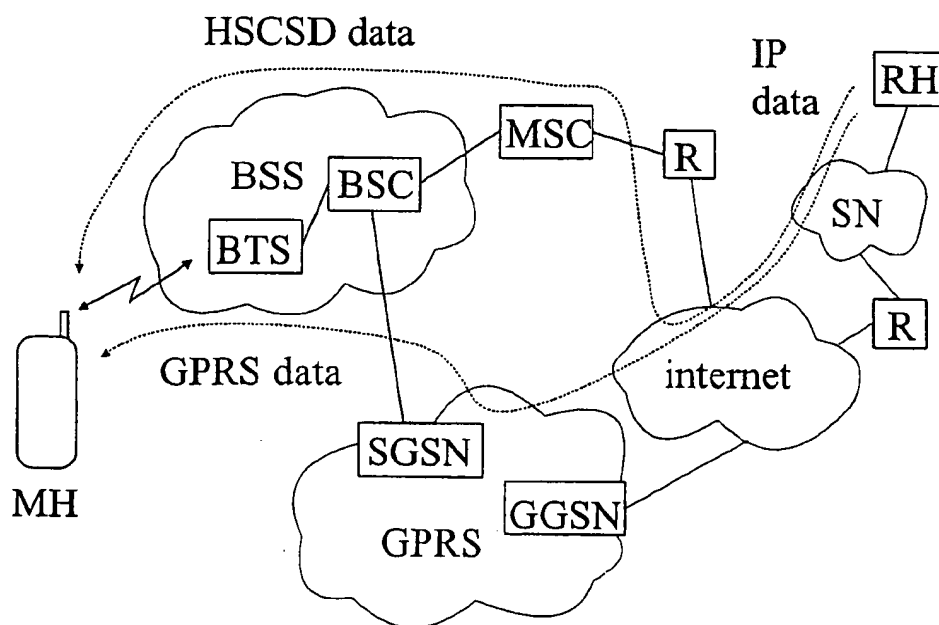 HSCSD data
IP
data
RH
MSC
R
BSS
BSC
SN
BTS
R
internet
GPRS data
SGSN
MH
GGSN
GPRS